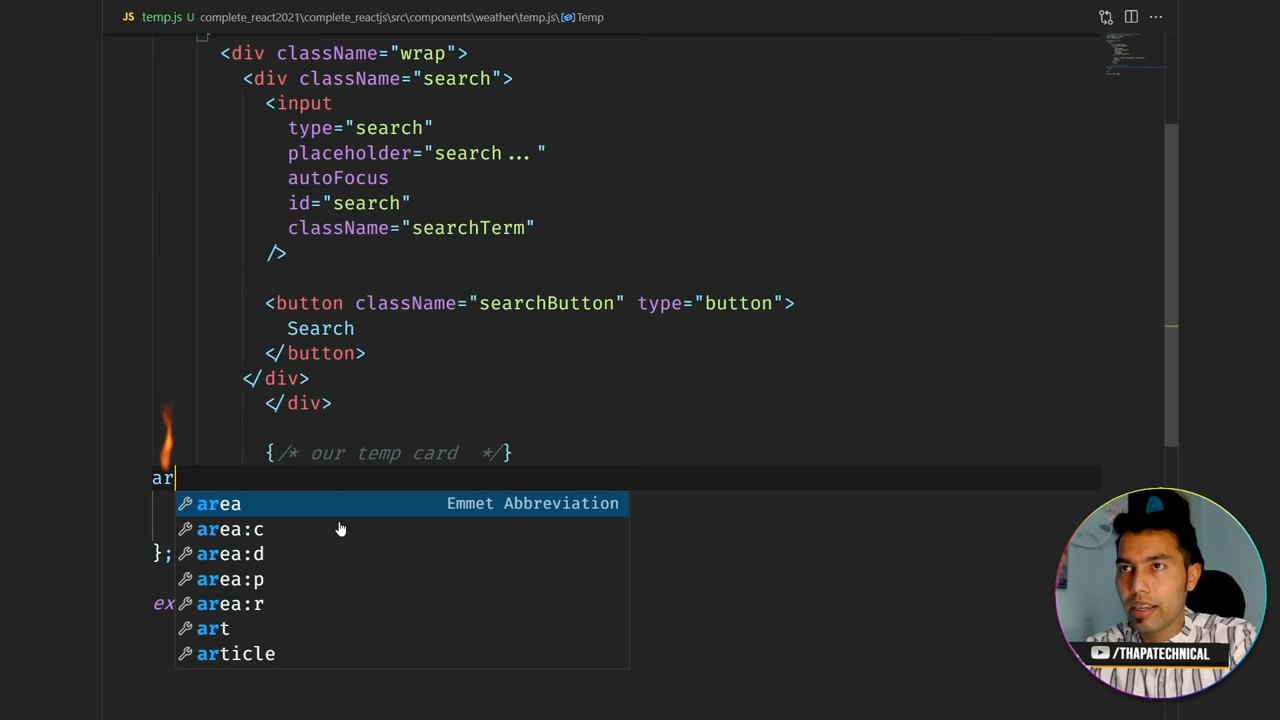 JS temp.js U complete_react2021\complete_reactjs\src\components\weather\temp.js\Temp
<div className="wrap">
<div className="search">
<input
type="search"
placeholder="search..."
autoFocus
id="search"
className="searchTerm"
/>
<button className="searchButton" type="button">
Search
</button>
</div>
</div>
{/* our temp card */}
ar
area Emmet Abbreviation
area:c
area:d
};
area:p
area:r
ex
art
article
/THAPATECHNICAL